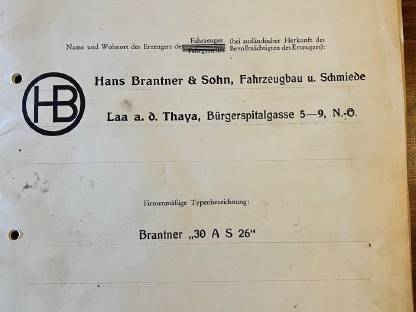 Name und Wohnort des Erzeugers des Fahrzeuges (bei ausländischer Herkunft des
Bevollmächtigten des Erzeugers):
HB
Hans Brantner & Sohn, Fahrzeugbau u. Schmiede
Laa a. d. Thaya, Bürgerspitalgasse 5—9, N.-Ö.
Firmenmäßige Typenbezeichnung:
Brantner „30 A S 26“